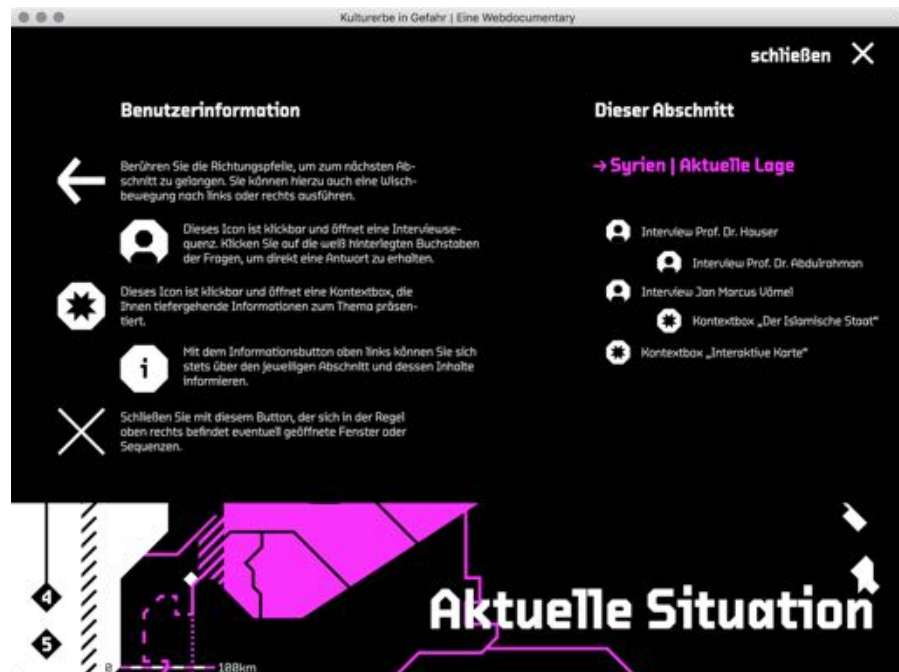 Kulturerbe in Gefahr | Eine Webdocumentary
schließen
Benutzerinformation
Berühren Sie die Richtungspfeile, um zum nächsten Ab-
schnitt zu gelangen. Sie können hierzu auch eine Wisch-
bewegung nach links oder rechts ausführen.
Dieses Icon ist klickbar und öffnet eine Interviewse-
quenz. Klicken Sie auf die weiß hinterlegten Buchstaben
der Fragen, um direkt eine Antwort zu erhalten.
Dieses Icon ist klickbar und öffnet eine Kontextbox, die
Ihnen tiefergehende Informationen zum Thema präsen-
tiert.
i
Mit dem Informationsbutton oben links können Sie sich
stets über den jeweiligen Abschnitt und dessen Inhalte
informieren.
Schließen Sie mit diesem Button, der sich in der Regel
oben rechts befindet eventuell geöffnete Fenster oder
Sequenzen.
Dieser Abschnitt
→ Syrien | Aktuelle Lage
Interview Prof. Dr. Hauser
Interview Prof. Dr. Abdulrahman
Interview Jan Marcus Vömel
Kontextbox „Der Islamische Staat“
Kontextbox „Interaktive Karte“
4
5
Aktuelle Situation
0 100km